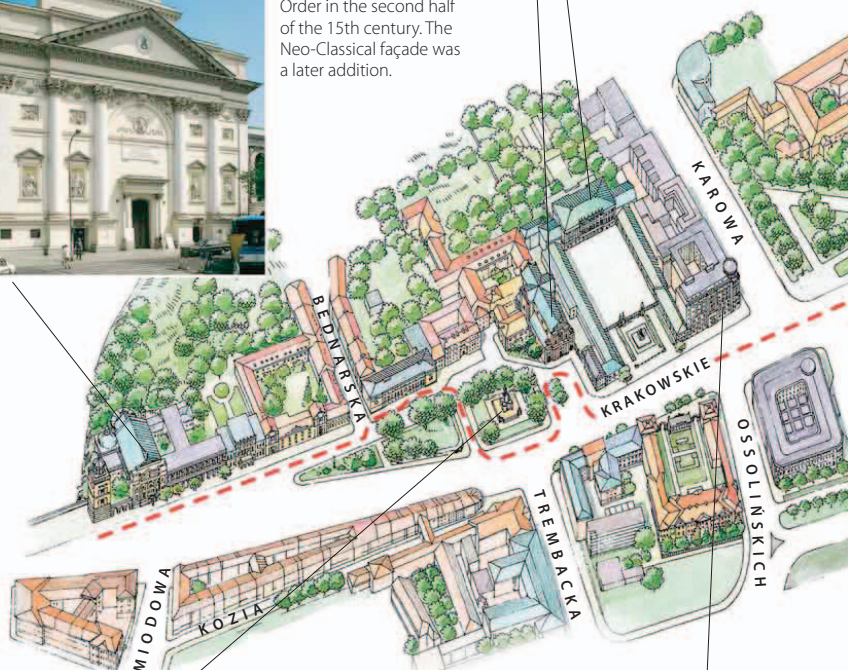 Order in the second half
of the 15th century. The
Neo-Classical façade was
a later addition.
KAROWA
BEDNARSKA
KRAKOWSKIE
OSSOLIŃSKICH
TREMBACKA
MIODOWA
KOZIA